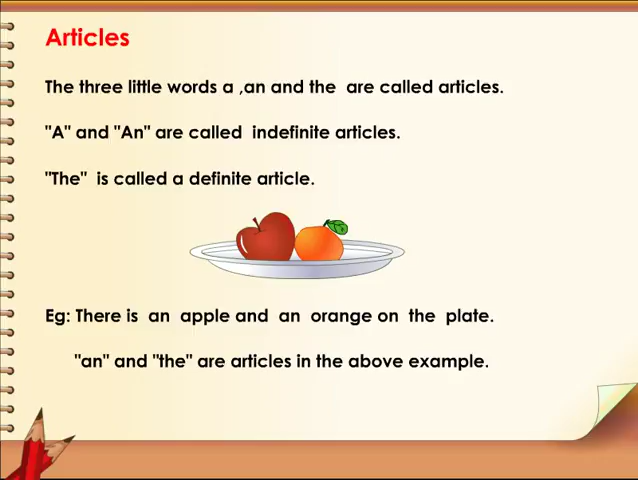 Articles
The three little words a ,an and the are called articles.
"A" and "An" are called indefinite articles.
"The" is called a definite article.
Eg: There is an apple and an orange on the plate.
"an" and "the" are articles in the above example.